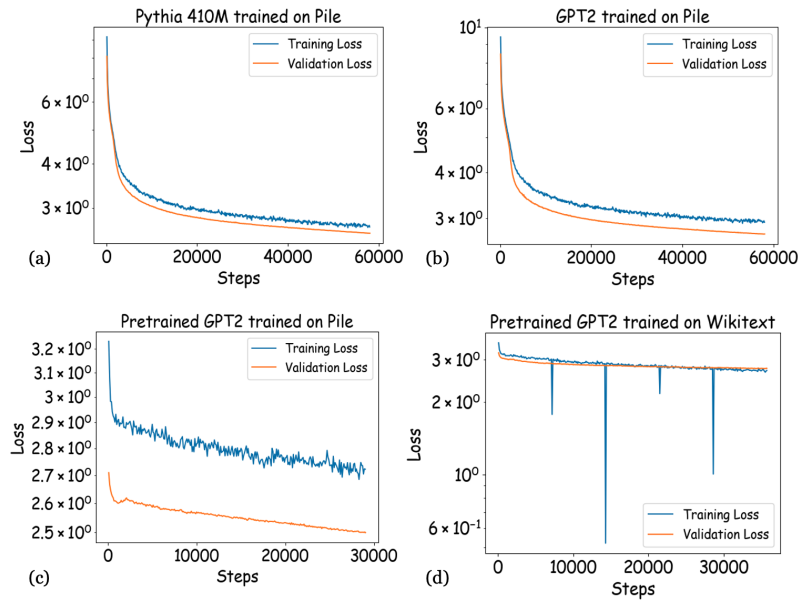 Pythia 410M trained on Pile
Training Loss
Validation Loss
6 × 10⁰
4 × 10⁰
3 × 10⁰
Loss
0 20000 40000 60000
Steps
(a)
GPT2 trained on Pile
Training Loss
Validation Loss
10¹
6 × 10⁰
4 × 10⁰
3 × 10⁰
Loss
0 20000 40000 60000
Steps
(b)
Pretrained GPT2 trained on Pile
Training Loss
Validation Loss
3.2 × 10⁰
3.1 × 10⁰
3 × 10⁰
2.9 × 10⁰
2.8 × 10⁰
2.7 × 10⁰
2.6 × 10⁰
2.5 × 10⁰
Loss
0 10000 20000 30000
Steps
(c)
Pretrained GPT2 trained on Wikitext
3 × 10⁰
2 × 10⁰
10⁰
6 × 10⁻¹
Loss
Training Loss
Validation Loss
0 10000 20000 30000
Steps
(d)